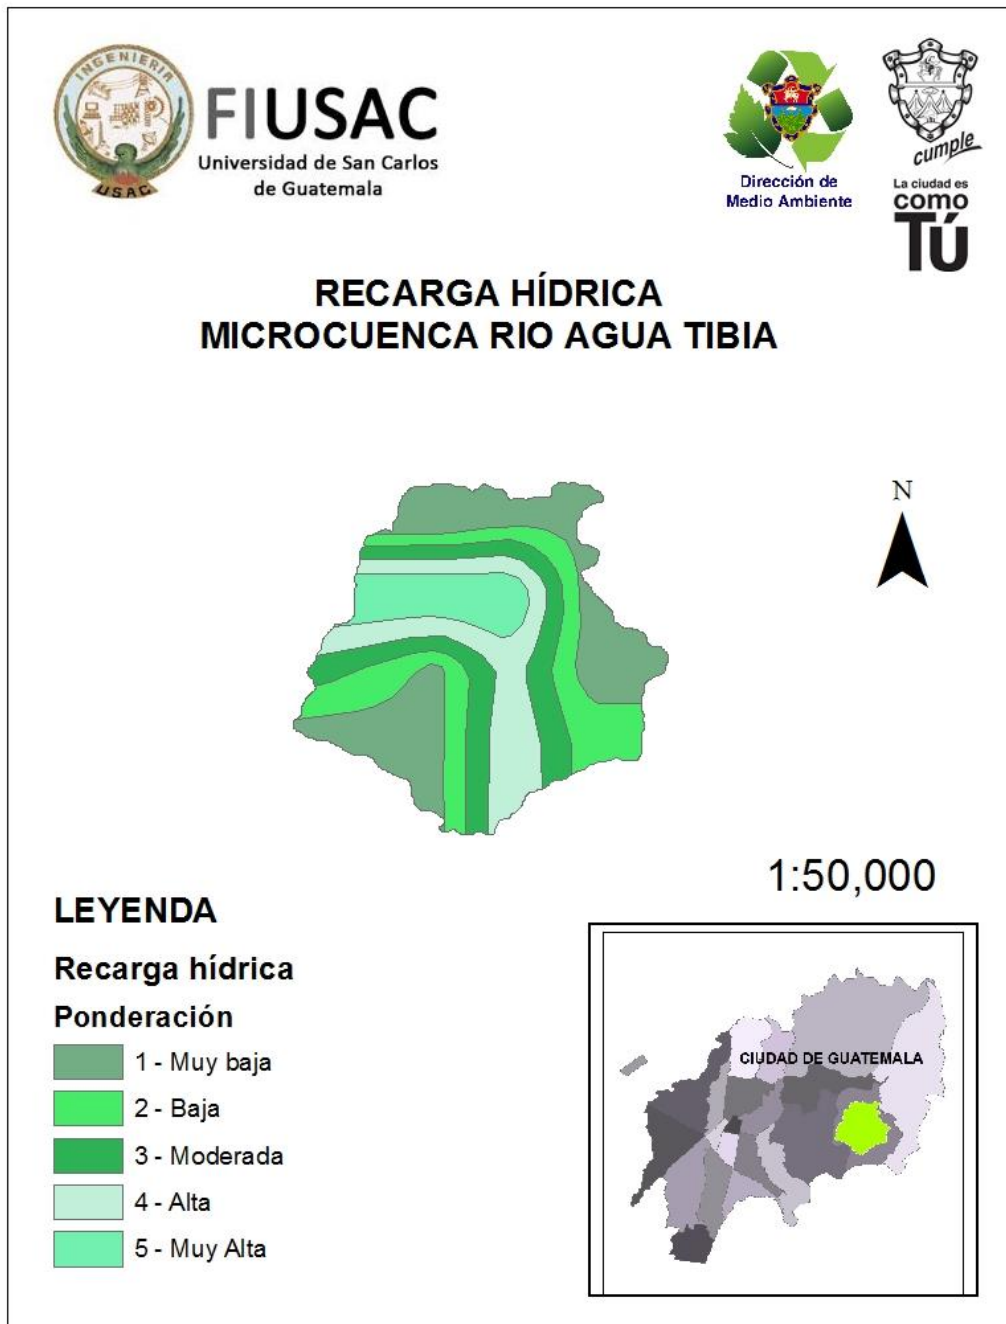 INGENIERIA
USAC
FIUSAC
Universidad de San Carlos
de Guatemala
Dirección de
Medio Ambiente
cumple
La ciudad es
como
TÚ
RECARGA HÍDRICA
MICROCUENCA RIO AGUA TIBIA
N
1:50,000
LEYENDA
Recarga hídrica
Ponderación
1 - Muy baja
2 - Baja
3 - Moderada
4 - Alta
5 - Muy Alta
CIUDAD DE GUATEMALA